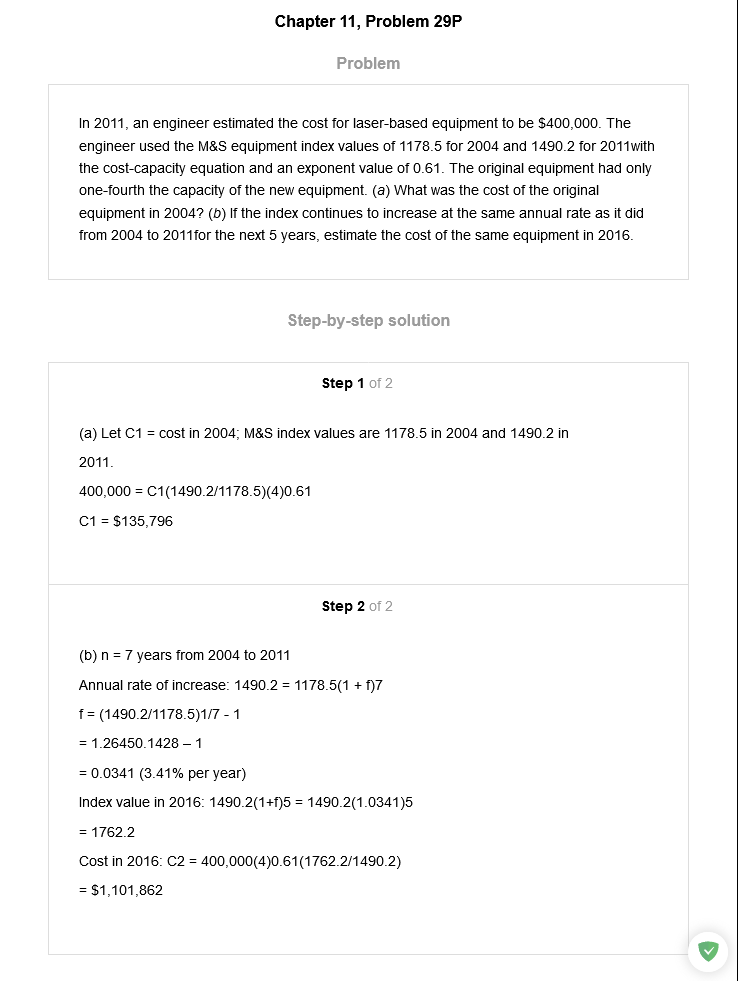 Chapter 11, Problem 29P
Problem
In 2011, an engineer estimated the cost for laser-based equipment to be $400,000. The
engineer used the M&S equipment index values of 1178.5 for 2004 and 1490.2 for 2011with
the cost-capacity equation and an exponent value of 0.61. The original equipment had only
one-fourth the capacity of the new equipment. (a) What was the cost of the original
equipment in 2004? (b) If the index continues to increase at the same annual rate as it did
from 2004 to 2011for the next 5 years, estimate the cost of the same equipment in 2016.
Step-by-step solution
Step 1 of 2
(a) Let C1 = cost in 2004; M&S index values are 1178.5 in 2004 and 1490.2 in
2011.
400,000 = C1(1490.2/1178.5)(4)0.61
C1 = $135,796
Step 2 of 2
(b) n = 7 years from 2004 to 2011
Annual rate of increase: 1490.2 = 1178.5(1 + f)7
f = (1490.2/1178.5)1/7 - 1
= 1.26450.1428 – 1
= 0.0341 (3.41% per year)
Index value in 2016: 1490.2(1+f)5 = 1490.2(1.0341)5
= 1762.2
Cost in 2016: C2 = 400,000(4)0.61(1762.2/1490.2)
= $1,101,862